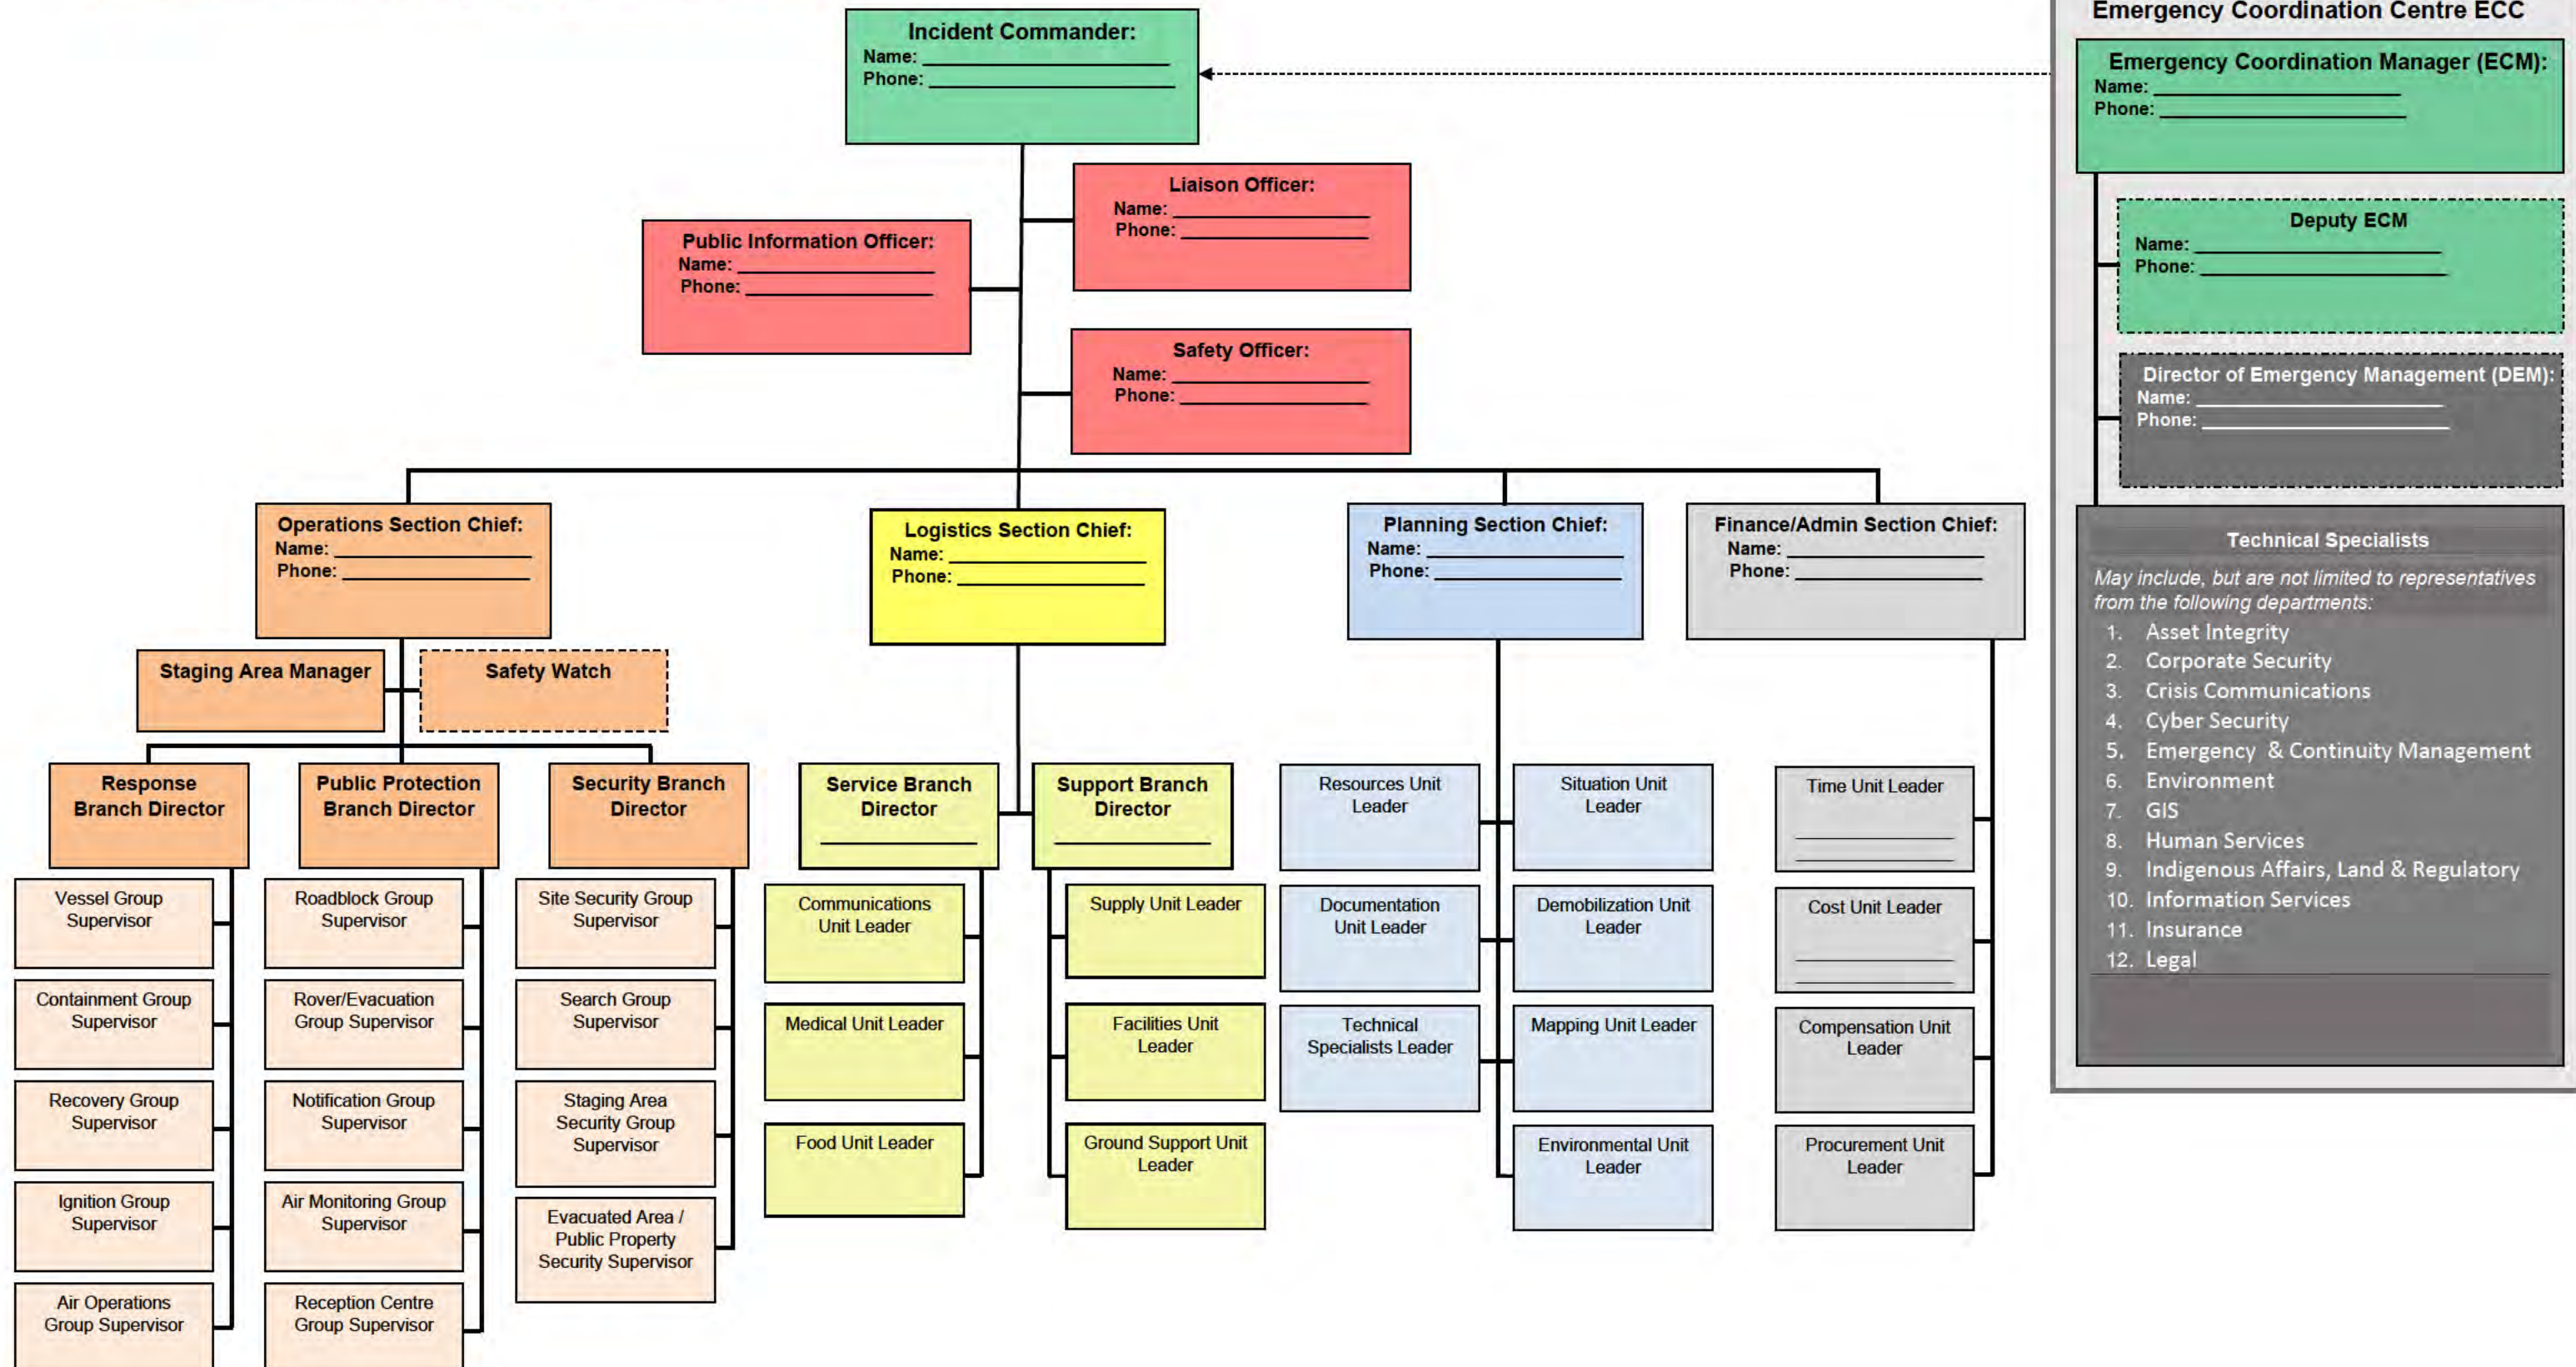 Emergency Coordination Centre ECC
Incident Commander:
Name:
Phone:
Emergency Coordination Manager (ECM):
Name:
Phone:
Liaison Officer:
Name:
Phone:
Public Information Officer:
Name:
Phone:
Deputy ECM
Name:
Phone:
Safety Officer:
Name:
Phone:
Director of Emergency Management (DEM):
Name:
Phone:
Operations Section Chief:
Name:
Phone:
Logistics Section Chief:
Name:
Phone:
Planning Section Chief:
Name:
Phone:
Finance/Admin Section Chief:
Name:
Phone:
Technical Specialists
May include, but are not limited to representatives
from the following departments:
1. Asset Integrity
2. Corporate Security
3. Crisis Communications
4. Cyber Security
5. Emergency & Continuity Management
6. Environment
7. GIS
8. Human Services
9. Indigenous Affairs, Land & Regulatory
10. Information Services
11. Insurance
12. Legal
Staging Area Manager
Safety Watch
Response
Branch Director
Public Protection
Branch Director
Security Branch
Director
Service Branch
Director
Support Branch
Director
Vessel Group
Supervisor
Containment Group
Supervisor
Recovery Group
Supervisor
Ignition Group
Supervisor
Air Operations
Group Supervisor
Roadblock Group
Supervisor
Rover/Evacuation
Group Supervisor
Notification Group
Supervisor
Air Monitoring Group
Supervisor
Reception Centre
Group Supervisor
Site Security Group
Supervisor
Search Group
Supervisor
Staging Area
Security Group
Supervisor
Evacuated Area /
Public Property
Security Supervisor
Communications
Unit Leader
Medical Unit Leader
Food Unit Leader
Supply Unit Leader
Facilities Unit
Leader
Ground Support Unit
Leader
Resources Unit
Leader
Documentation
Unit Leader
Technical
Specialists Leader
Situation Unit
Leader
Demobilization Unit
Leader
Mapping Unit Leader
Environmental Unit
Leader
Time Unit Leader
Cost Unit Leader
Compensation Unit
Leader
Procurement Unit
Leader